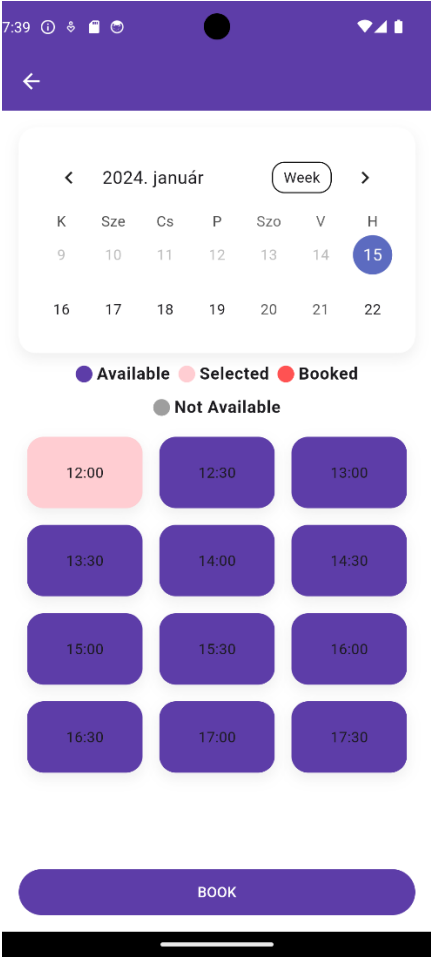 7:39
2024. január Week
K Sze Cs P Szo V H
9 10 11 12 13 14 15
16 17 18 19 20 21 22
Available Selected Booked
Not Available
12:00 12:30 13:00
13:30 14:00 14:30
15:00 15:30 16:00
16:30 17:00 17:30
BOOK